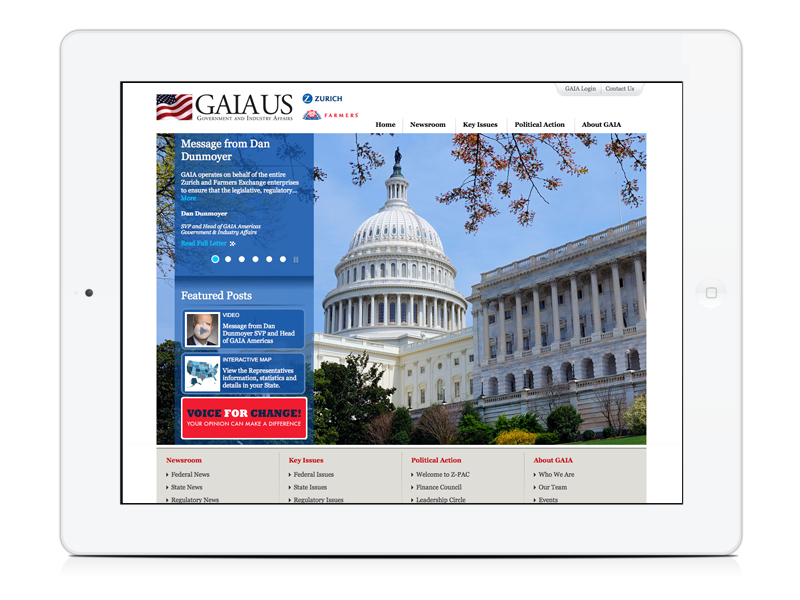 GAIA Login
Contact Us
GAIA US
GOVERNMENT AND INDUSTRY AFFAIRS
ZURICH
FARMERS
Home
Newsroom
Key Issues
Political Action
About GAIA
Message from Dan
Dunmoyer
GAIA operates on behalf of the entire
Zurich and Farmers Exchange enterprises
to ensure that the legislative, regulatory...
More
Dan Dunmoyer
SVP and Head of GAIA Americas
Government & Industry Affairs
Read Full Letter
Featured Posts
VIDEO
Message from Dan
Dunmoyer SVP and Head
of GAIA Americas
INTERACTIVE MAP
View the Representatives
information, statistics and
details in your State.
VOICE FOR CHANGE!
YOUR OPINION CAN MAKE A DIFFERENCE
Newsroom
Federal News
State News
Regulatory News
Key Issues
Federal Issues
State Issues
Regulatory Issues
Political Action
Welcome to Z-PAC
Finance Council
Leadership Circle
About GAIA
Who We Are
Our Team
Events